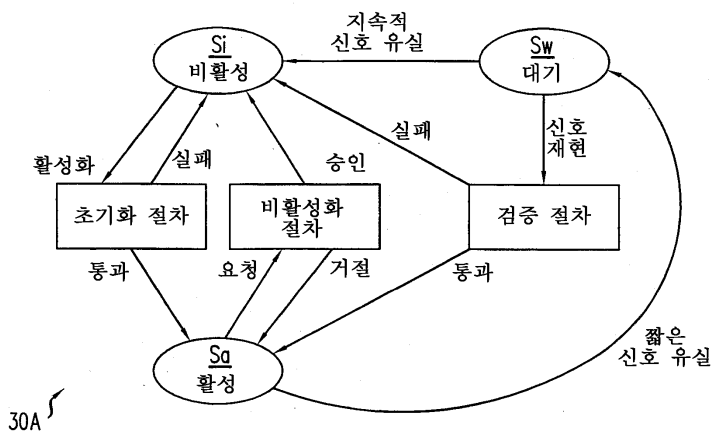 Si
비활성
지속적
신호 유실
Sw
대기
활성화
실패
승인
실패
신호
재현
초기화 절차
비활성화
절차
검증 절차
통과
요청
거절
통과
Sa
활성
짧은
신호 유실
30A